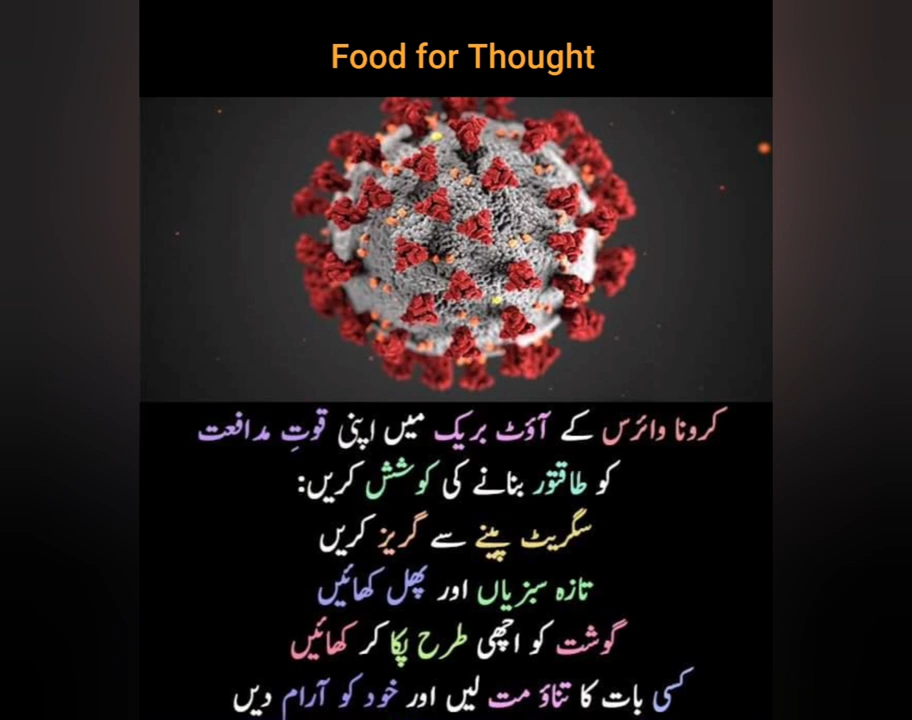 Food for Thought
کرونا وائرس کے آؤٹ بریک میں اپنی قوتِ مدافعت
کو طاقتور بنانے کی کوشش کریں:
سگریٹ پینے سے گریز کریں
تازہ سبزیاں اور پھل کھائیں
گوشت کو اچھی طرح پکا کر کھائیں
کسی بات کا تناؤ مت لیں اور خود کو آرام دیں